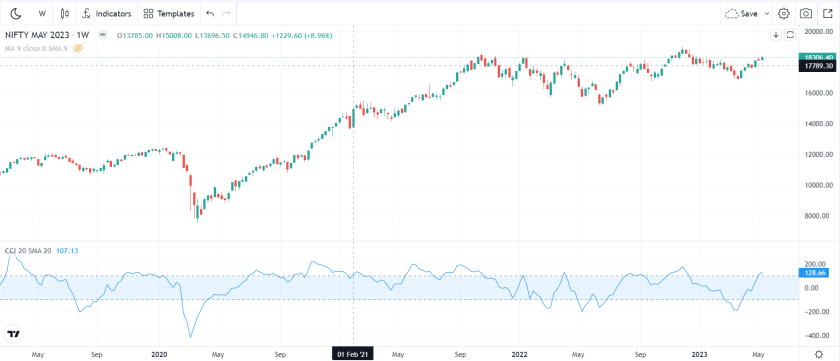 W Indicators Templates Save
NIFTY MAY 2023 · 1W O13785.00 H15008.00 L13696.50 C14946.80 +1229.60 (+8.96%)
MA 9 close 0 SMA 9
20000.00
18306.40
17789.30
16000.00
14000.00
12000.00
10000.00
8000.00
CCI 20 SMA 20 107.13
200.00
128.66
0.00
-200.00
-400.00
May Sep 2020 May Sep 01 Feb '21 May Sep 2022 May Sep 2023 May